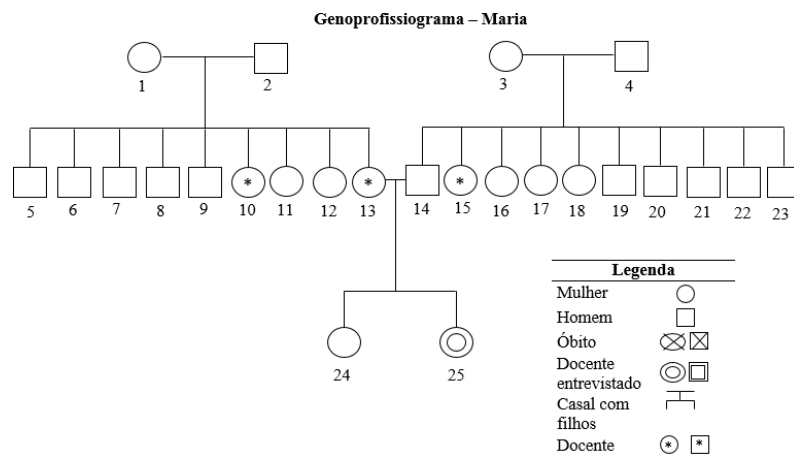 Genoprofissiograma – Maria
1 2 3 4
* * *
5 6 7 8 9 10 11 12 13 14 15 16 17 18 19 20 21 22 23
24 25
Legenda
Mulher
Homem
Óbito
Docente
entrevistado
Casal com
filhos
Docente * *